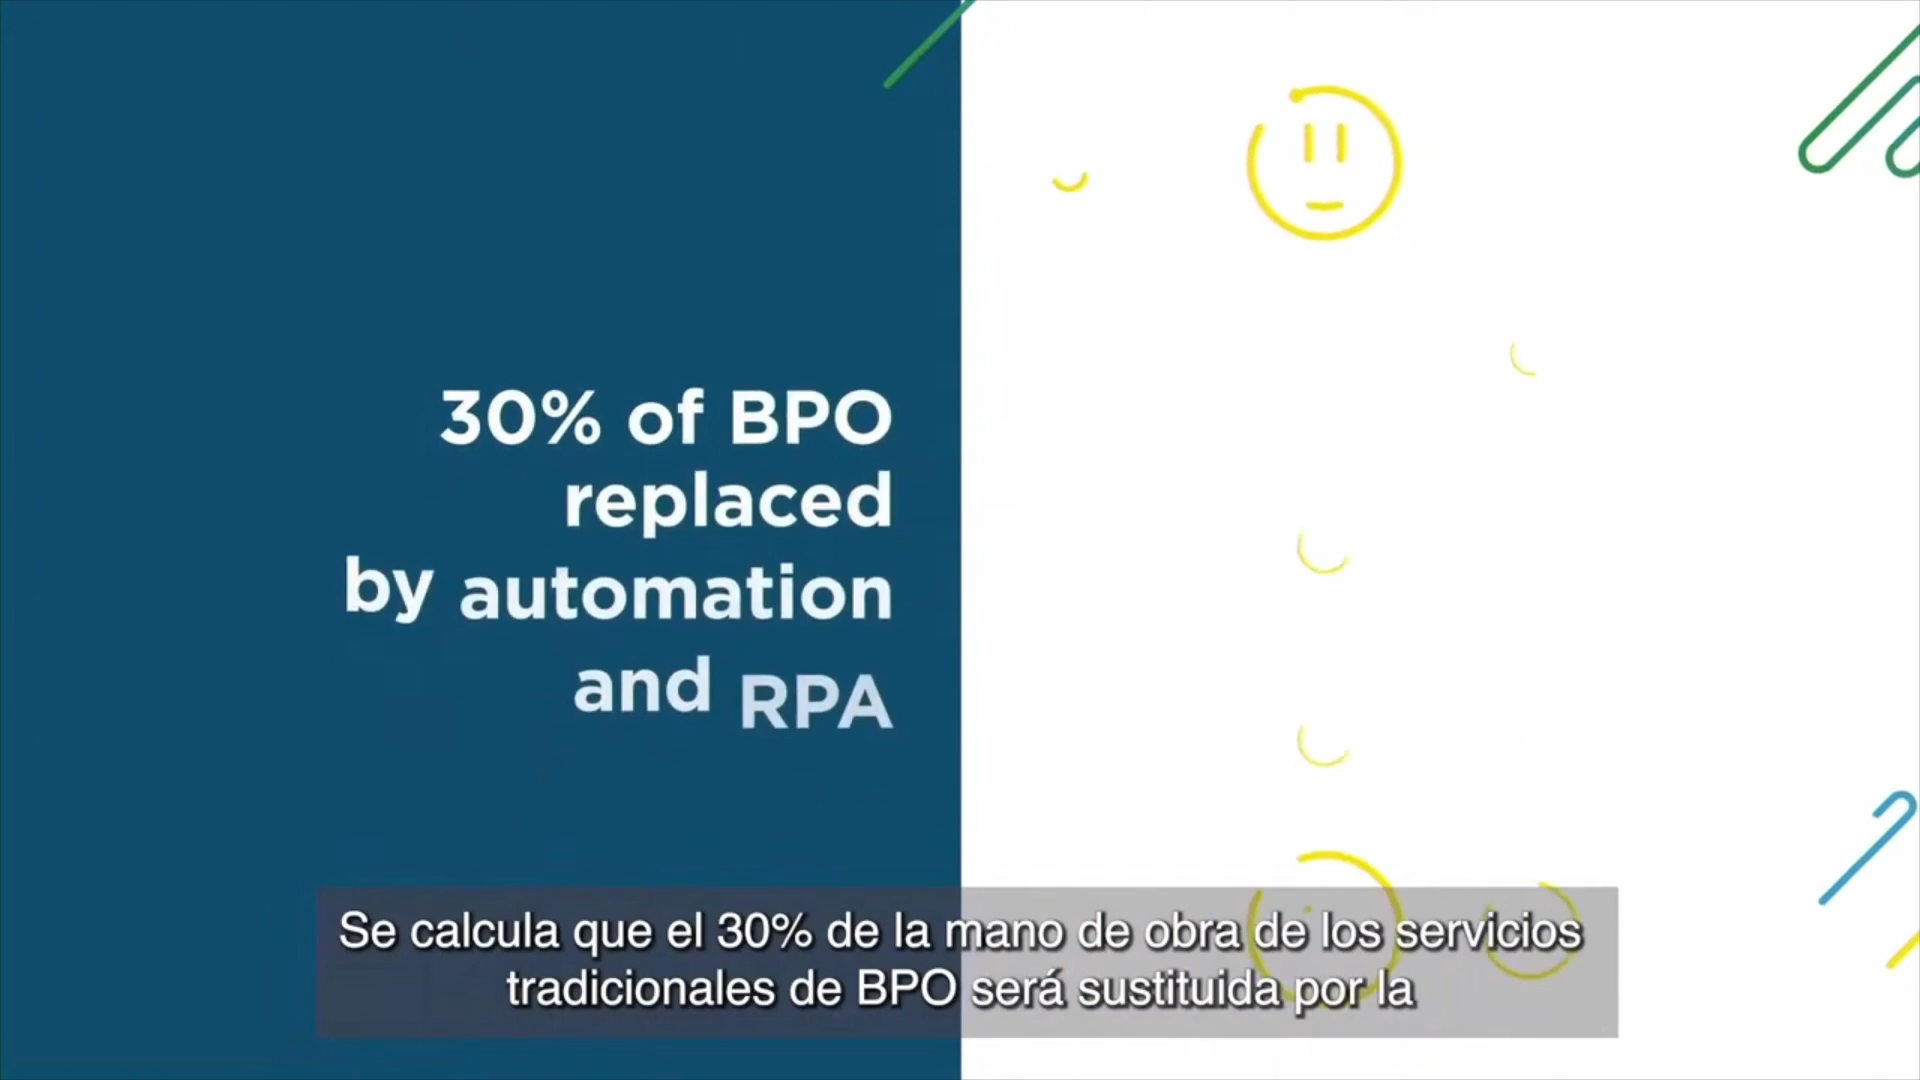 30% of BPO
replaced
by automation
and RPA
Se calcula que el 30% de la mano de obra de los servicios
tradicionales de BPO será sustituida por la